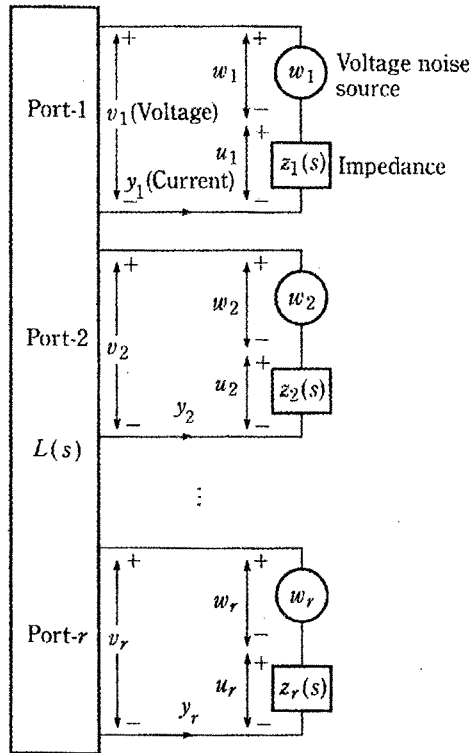 + +
w₁ w₁ Voltage noise
source
Port-1 v₁(Voltage) −
+
u₁ z₁(s) Impedance
y₁(Current)
− −
+ +
w₂ w₂
Port-2 v₂ −
+
u₂ z₂(s)
y₂
− −
L(s)
⋮
+ +
wᵣ wᵣ
−
Port-r vᵣ +
uᵣ zᵣ(s)
− yᵣ −